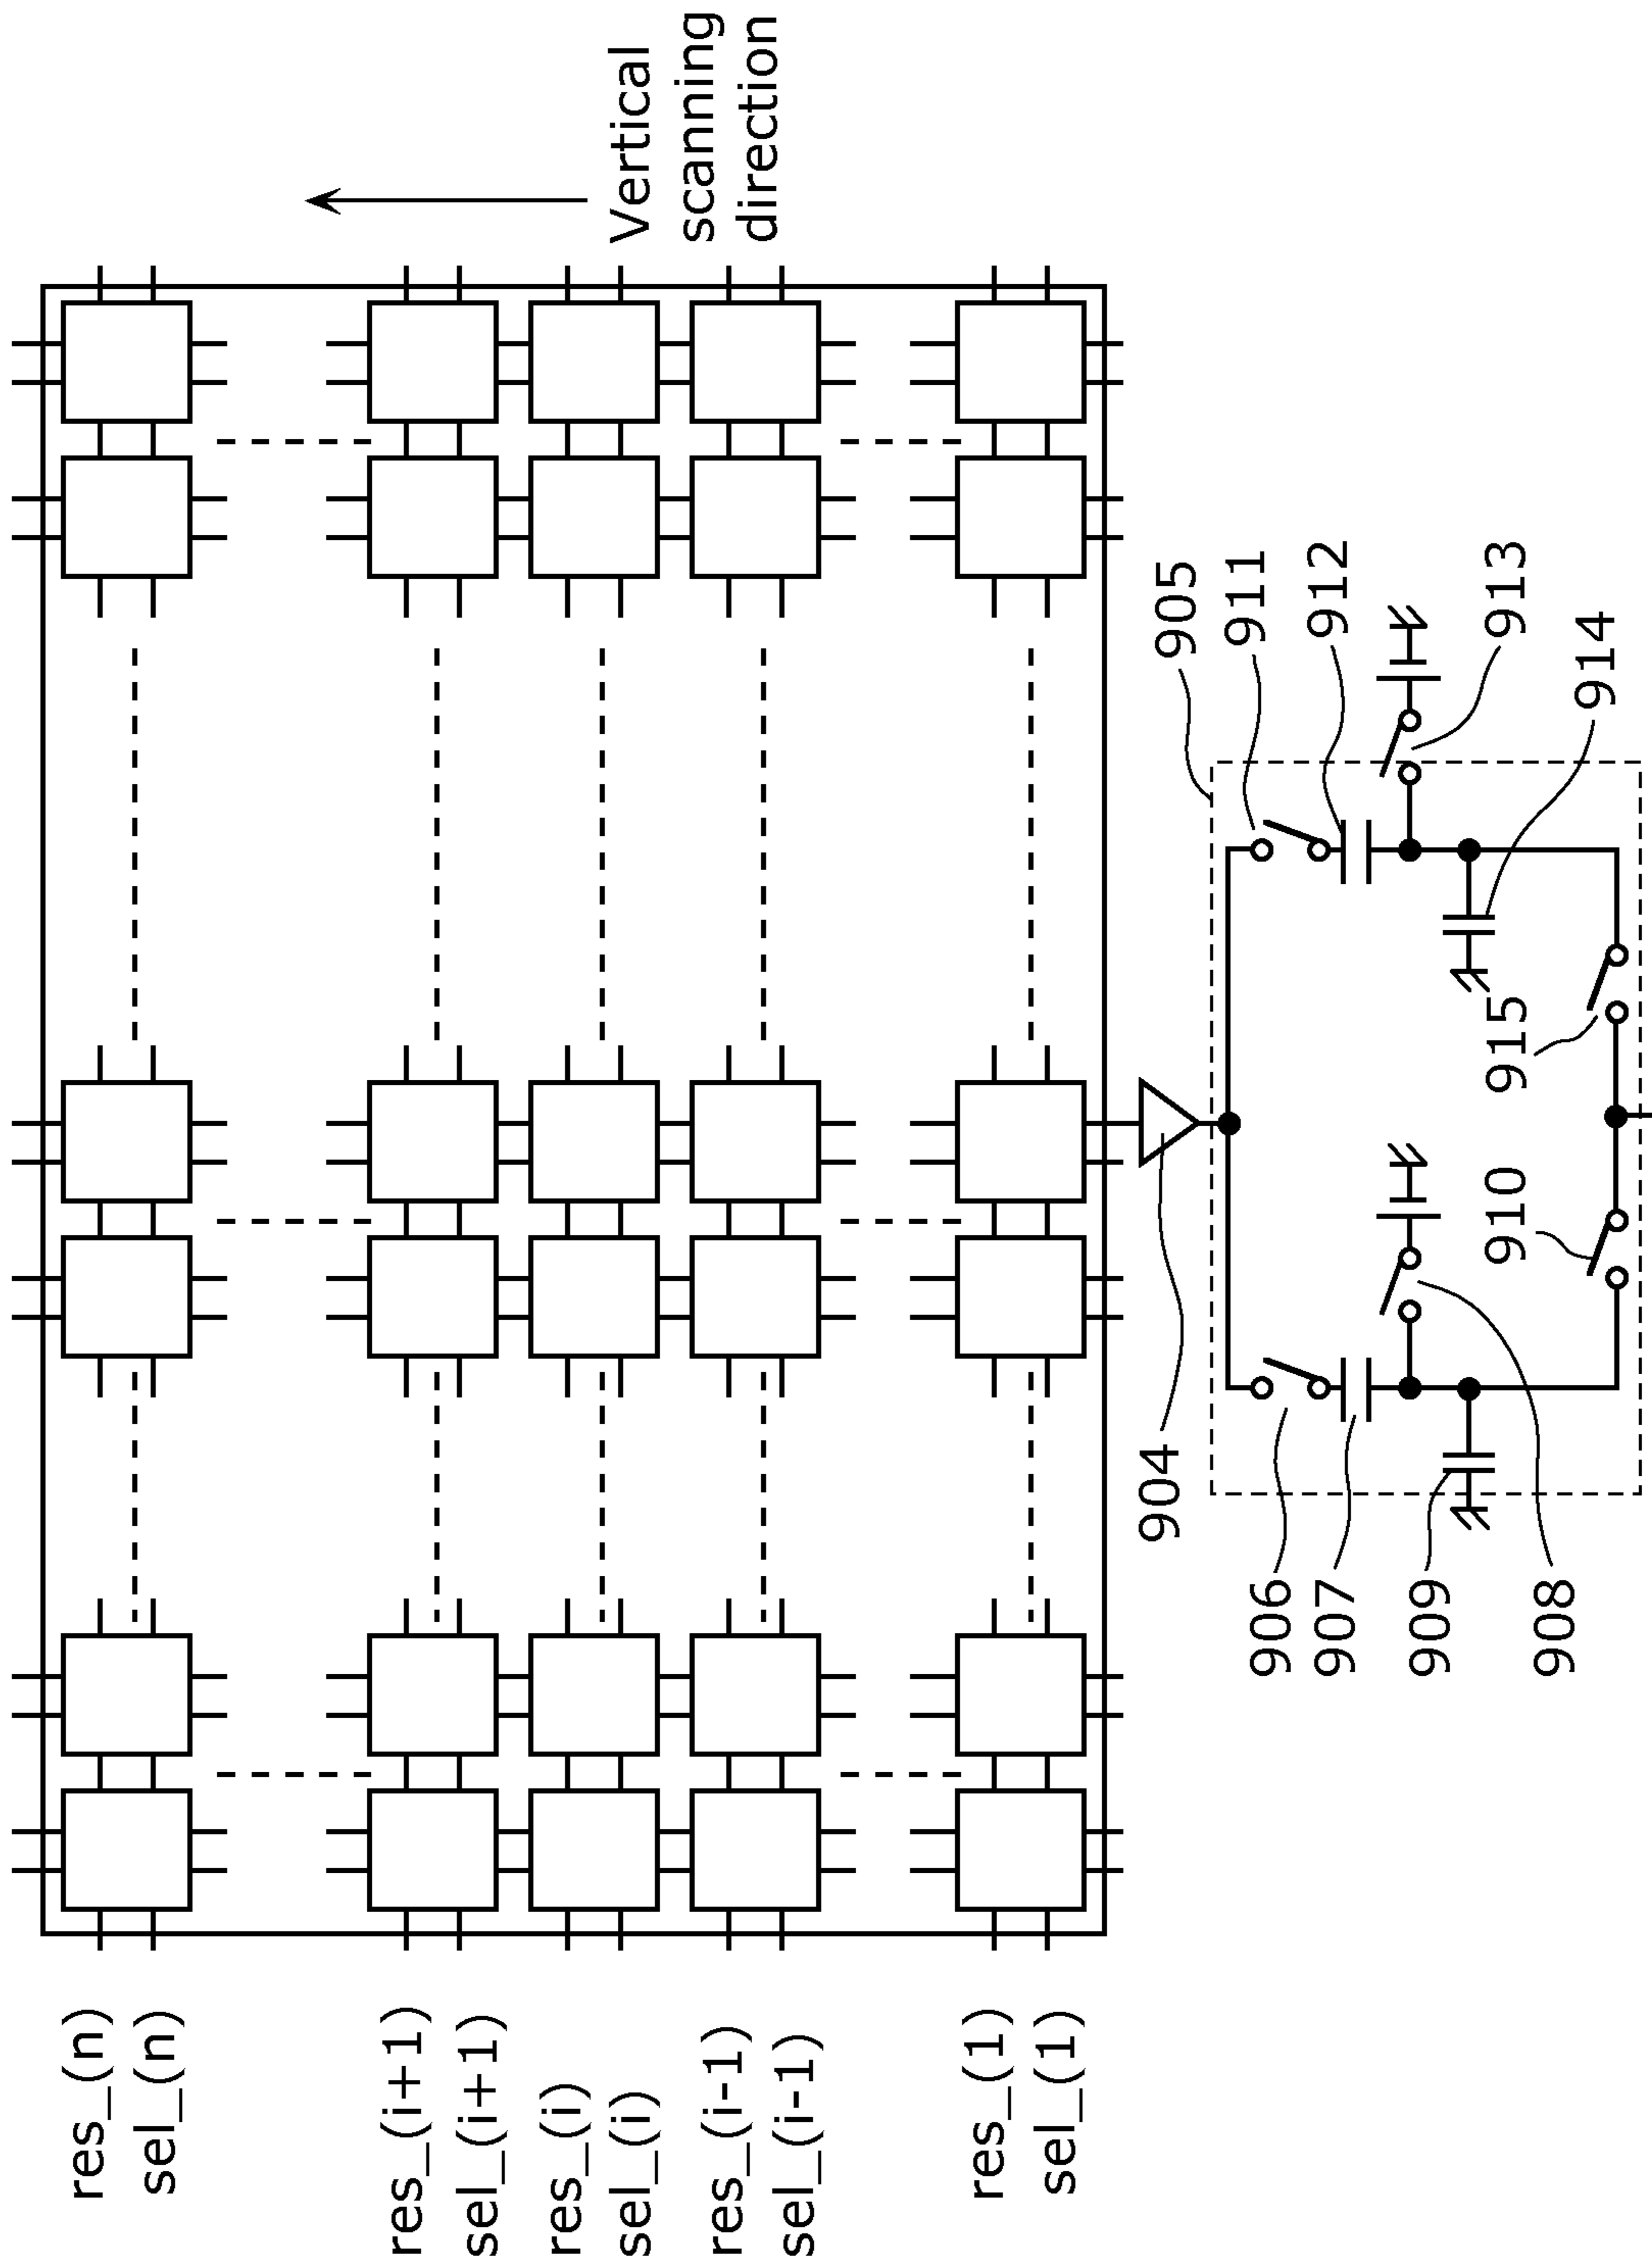 res_(n)
sel_(n)
res_(i+1)
sel_(i+1)
res_(i)
sel_(i)
res_(i-1)
sel_(i-1)
res_(1)
sel_(1)
Vertical
scanning
direction
904
905
906
907
909
908
910
911
912
913
914
915